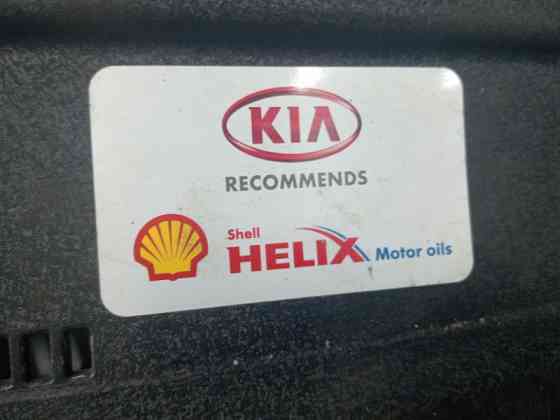 KIA
RECOMMENDS
Shell
HELIX Motor oils